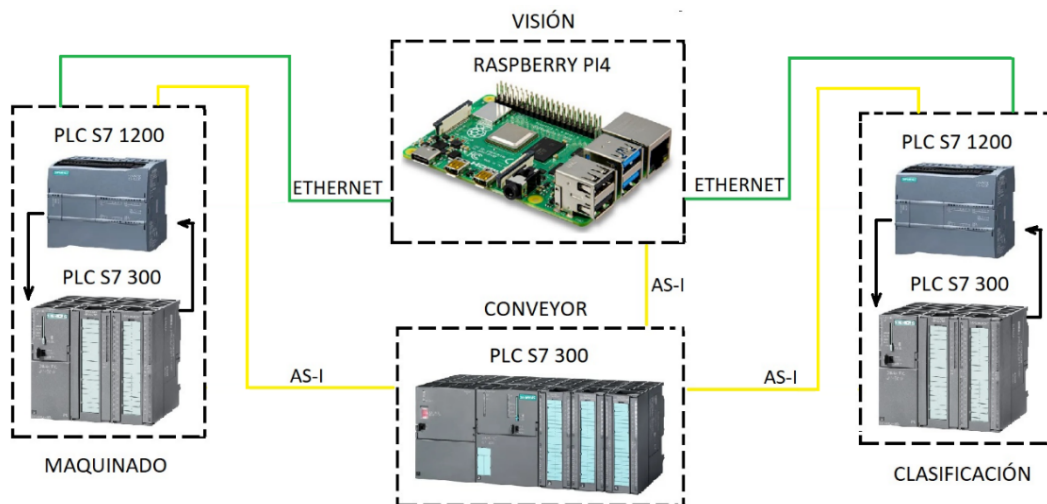 VISIÓN
RASPBERRY PI4
PLC S7 1200
PLC S7 300
MAQUINADO
ETHERNET
ETHERNET
AS-I
CONVEYOR
PLC S7 300
AS-I
AS-I
PLC S7 1200
PLC S7 300
CLASIFICACIÓN